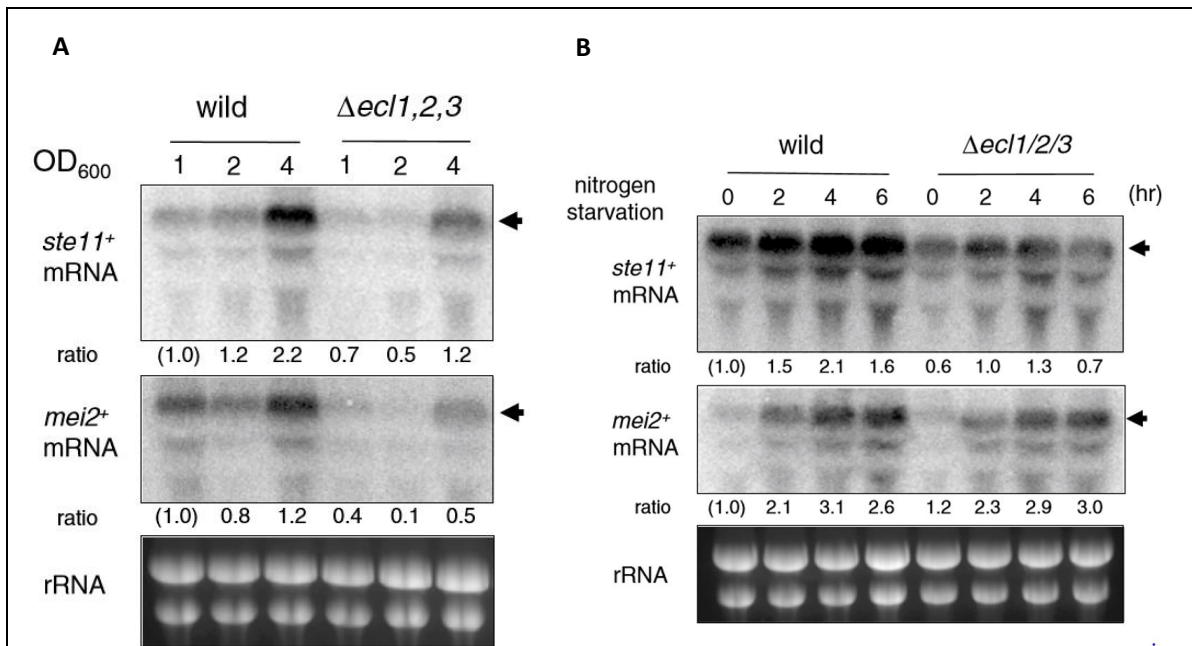 A
wild Δecl1,2,3
OD600 1 2 4 1 2 4
ste11+
mRNA
ratio (1.0) 1.2 2.2 0.7 0.5 1.2
mei2+
mRNA
ratio (1.0) 0.8 1.2 0.4 0.1 0.5
rRNA
B
wild Δecl1/2/3
nitrogen
starvation 0 2 4 6 0 2 4 6 (hr)
ste11+
mRNA
ratio (1.0) 1.5 2.1 1.6 0.6 1.0 1.3 0.7
mei2+
mRNA
ratio (1.0) 2.1 3.1 2.6 1.2 2.3 2.9 3.0
rRNA